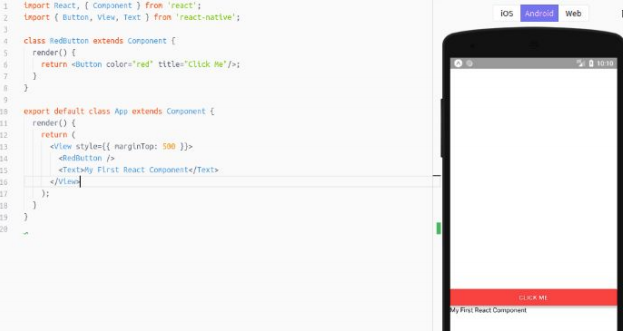 1 import React, { Component } from 'react';
2 import { Button, View, Text } from 'react-native';
3
4 class RedButton extends Component {
5 render() {
6 return <Button color="red" title="Click Me"/>;
7 }
8 }
9
10 export default class App extends Component {
11 render() {
12 return (
13 <View style={{ marginTop: 500 }}>
14 <RedButton />
15 <Text>My First React Component</Text>
16 </View>
17 );
18 }
19 }
20
iOS Android Web
10:10
CLICK ME
My First React Component